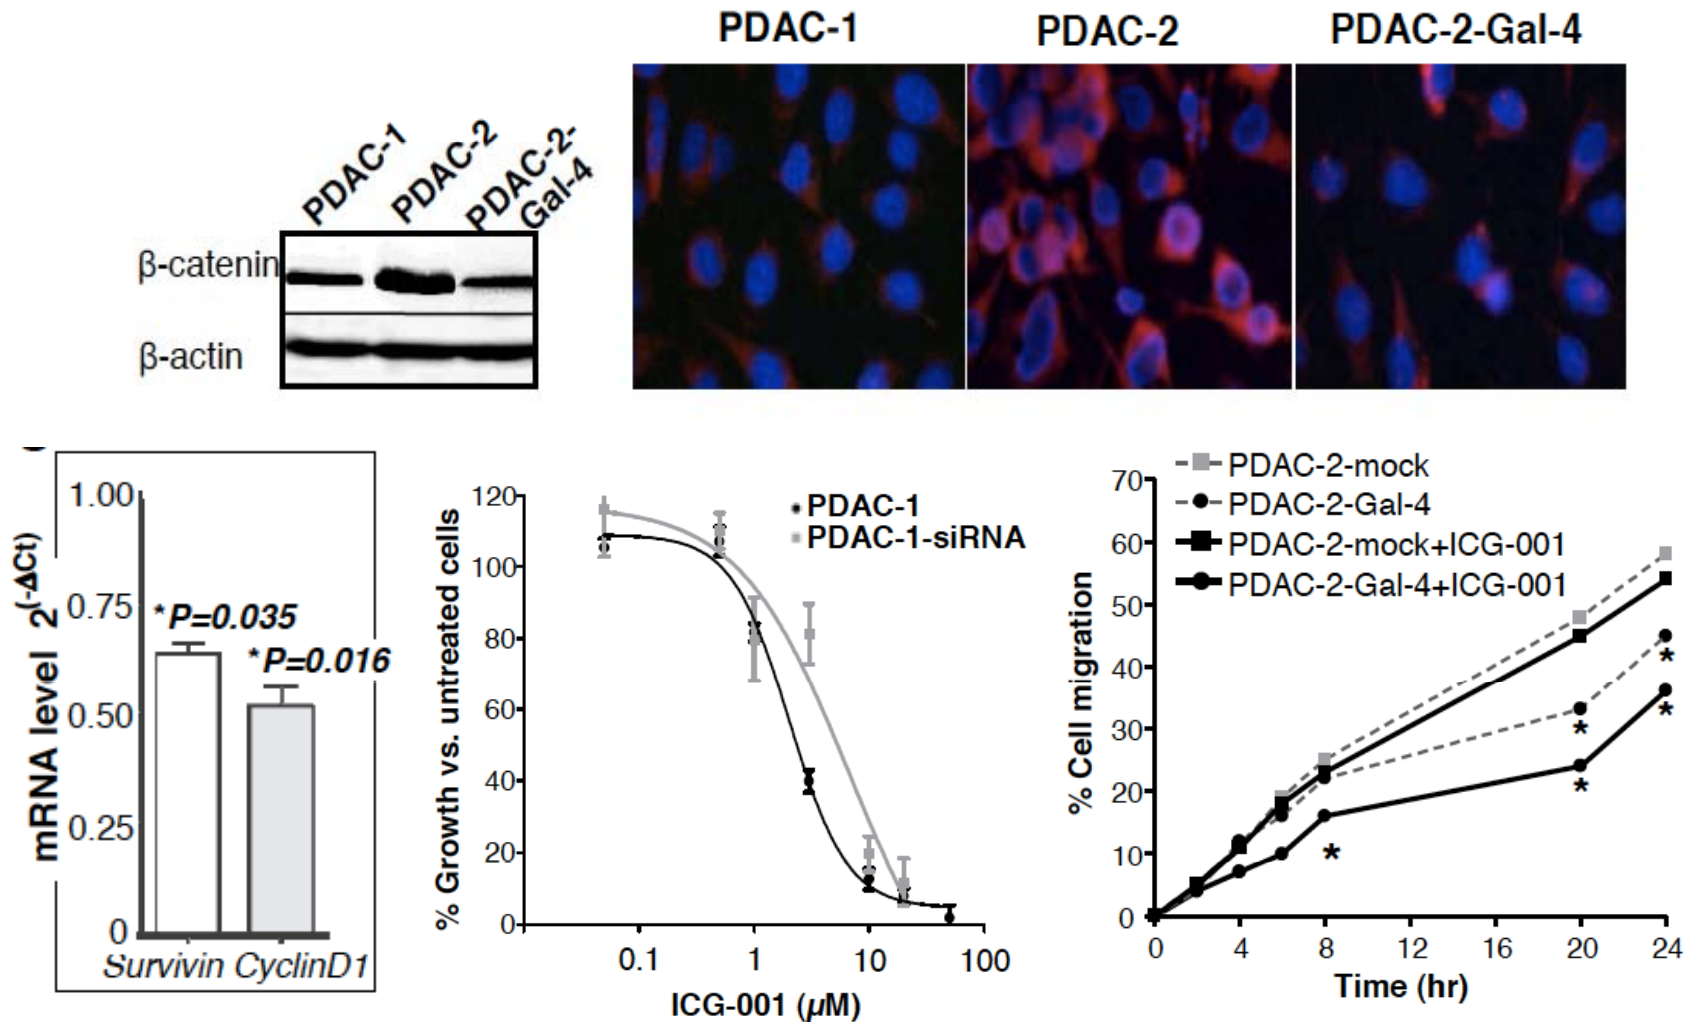 PDAC-1
PDAC-2
PDAC-2-Gal-4
PDAC-1
PDAC-2
PDAC-2-
Gal-4
β-catenin
β-actin
mRNA level 2(-ΔCt)
1.00
0.75
0.50
0.25
0
*P=0.035
*P=0.016
Survivin CyclinD1
% Growth vs. untreated cells
120
100
80
60
40
20
0
PDAC-1
PDAC-1-siRNA
0.1 1 10 100
ICG-001 (μM)
PDAC-2-mock
PDAC-2-Gal-4
PDAC-2-mock+ICG-001
PDAC-2-Gal-4+ICG-001
% Cell migration
70
60
50
40
30
20
10
0
*
*
*
*
*
0 4 8 12 16 20 24
Time (hr)